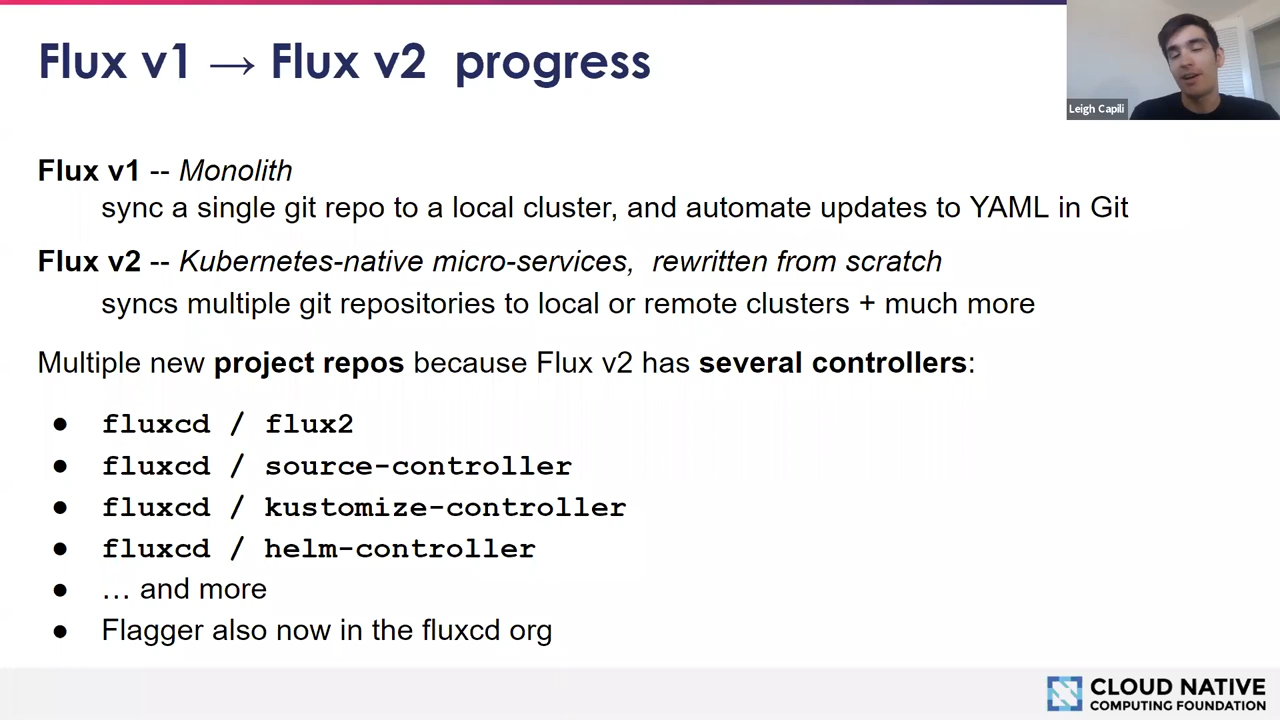 Flux v1 → Flux v2 progress
Leigh Capili
Flux v1 -- Monolith
sync a single git repo to a local cluster, and automate updates to YAML in Git
Flux v2 -- Kubernetes-native micro-services, rewritten from scratch
syncs multiple git repositories to local or remote clusters + much more
Multiple new project repos because Flux v2 has several controllers:
● fluxcd / flux2
● fluxcd / source-controller
● fluxcd / kustomize-controller
● fluxcd / helm-controller
● … and more
● Flagger also now in the fluxcd org
CLOUD NATIVE
COMPUTING FOUNDATION